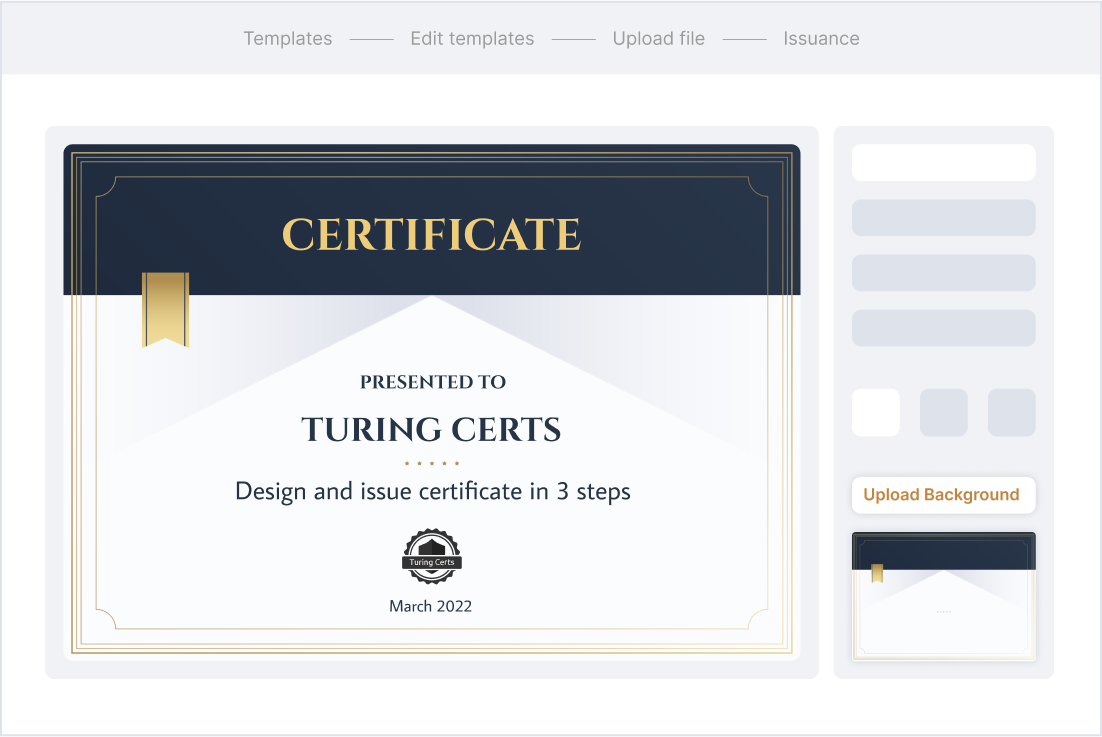 Templates Edit templates Upload file Issuance
CERTIFICATE
PRESENTED TO
TURING CERTS
Design and issue certificate in 3 steps
Turing Certs
March 2022
Upload Background